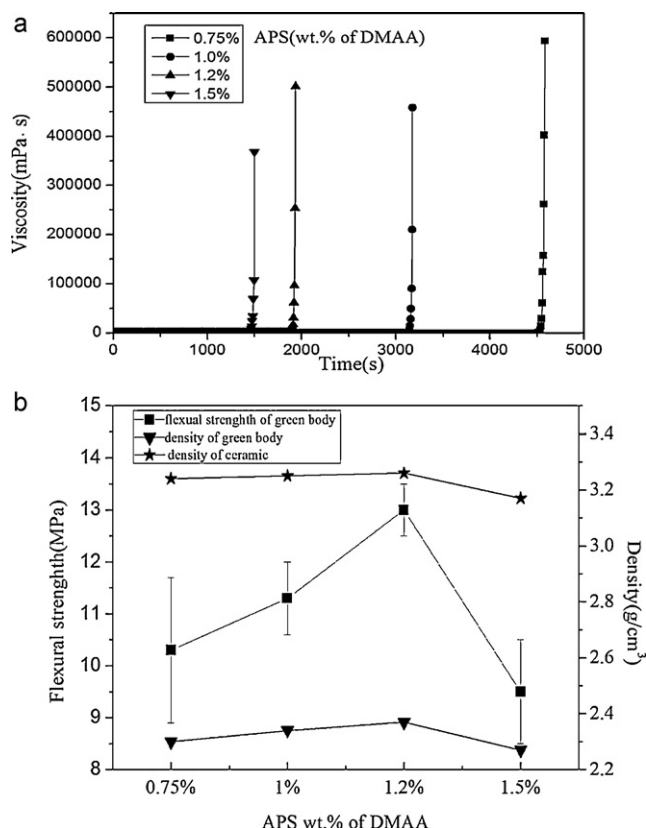 a
APS(wt.% of DMAA)
0.75%
1.0%
1.2%
1.5%
Viscosity(mPa· s)
600000
500000
400000
300000
200000
100000
0
0 1000 2000 3000 4000 5000
Time(s)
b
flexual strenghth of green body
density of green body
density of ceramic
Flexural strenghth(MPa)
15
14
13
12
11
10
9
8
3.4
3.2
3.0
2.8
2.6
2.4
2.2
Density(g/cm³)
0.75% 1% 1.2% 1.5%
APS wt.% of DMAA